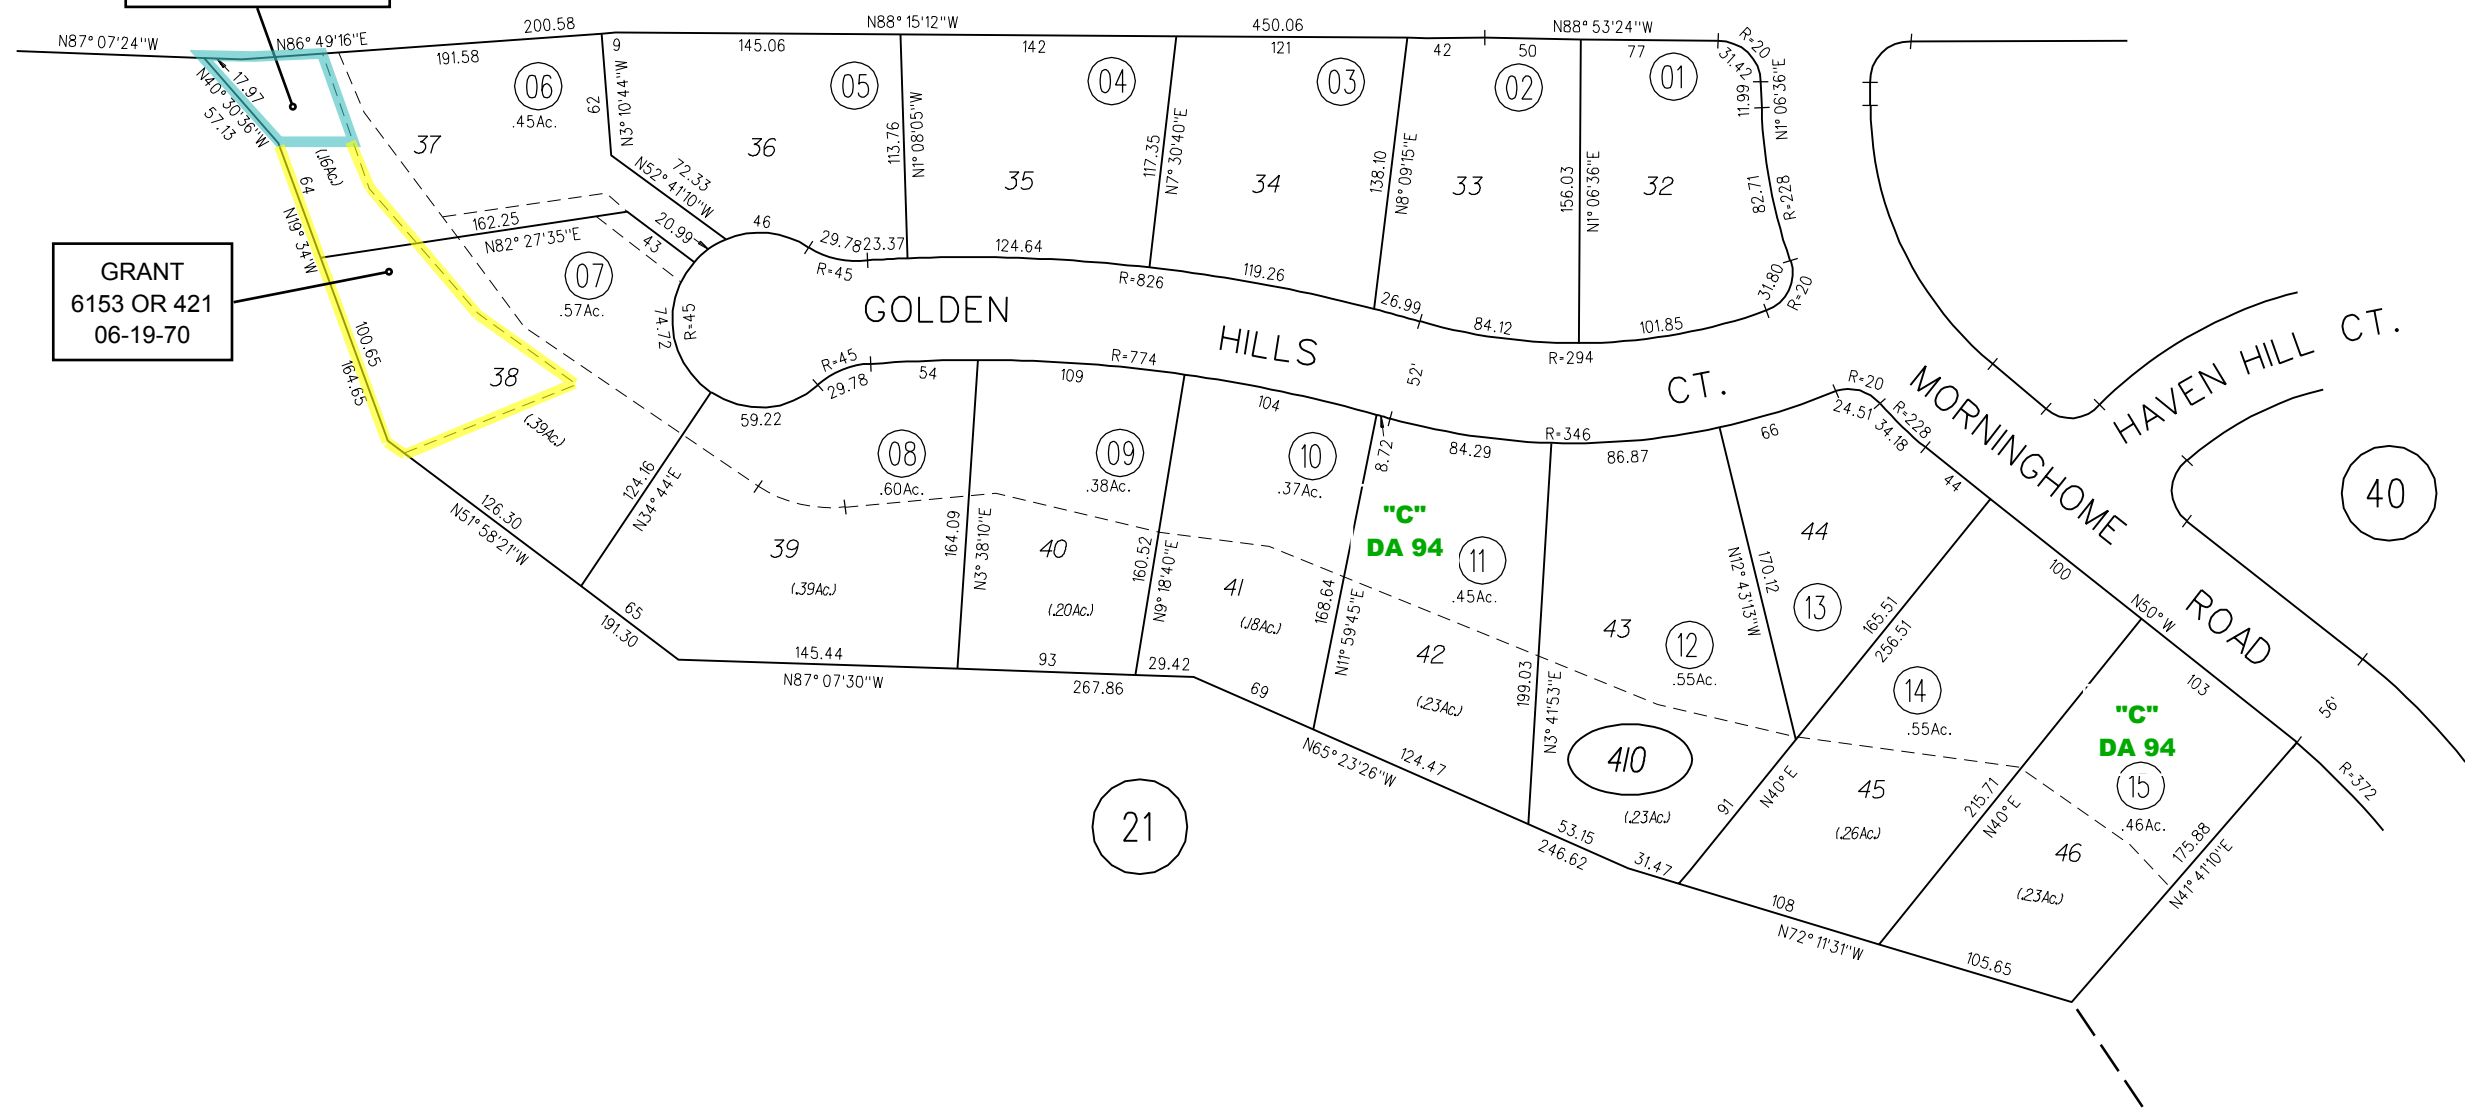 N87° 07'24"W
N86° 49'16"E
200.58
191.58
N88° 15'12"W
450.06
N88° 53'24"W
9
145.06
142
121
42
50
77
R=20
31.42
11.99
N1° 06'36"E
17.97
N40° 30'36"W
57.13
06
.45Ac.
05
04
03
02
01
62
N3° 10'44"W
113.76
N1° 08'05"W
117.35
N7° 30'40"E
138.10
N8° 09'15"E
156.03
N1° 06'36"E
82.71
R=228
37
36
35
34
33
32
(.16Ac.)
64
N19° 34'W
72.33
N52° 41'10"W
162.25
N82° 27'35"E
20.99
43
46
29.78
23.37
R=45
124.64
R=826
119.26
26.99
84.12
R=294
101.85
31.80
R=20
GRANT
6153 OR 421
06-19-70
07
.57Ac.
74.72
R=45
GOLDEN
HILLS
CT.
52'
HAVEN HILL CT.
MORNINGHOME
ROAD
100.65
164.65
38
(.39Ac.)
59.22
R=45
29.78
54
109
R=774
104
8.72
84.29
R=346
86.87
66
R=20
24.51
R=228
34.18
44
40
126.30
N51° 58'21"W
124.16
N34° 44'E
08
.60Ac.
09
.38Ac.
10
.37Ac.
"C"
DA 94
11
.45Ac.
39
(.39Ac.)
164.09
N3° 38'10"E
40
(.20Ac.)
160.52
N9° 18'40"E
41
(.18Ac.)
168.64
N11° 59'45"E
42
(.23Ac.)
199.03
N3° 41'53"E
43
12
.55Ac.
44
13
N12° 43'13"W
170.12
165.51
256.51
14
.55Ac.
100
N50° W
103
56'
R=372
65
191.30
145.44
N87° 07'30"W
93
267.86
29.42
69
N65° 23'26"W
124.47
410
(.23Ac.)
91
N40° E
45
(.26Ac.)
215.71
N40° E
"C"
DA 94
15
.46Ac.
46
(.23Ac.)
175.88
N41° 41'10"E
21
53.15
246.62
31.47
108
N72° 11'31"W
105.65